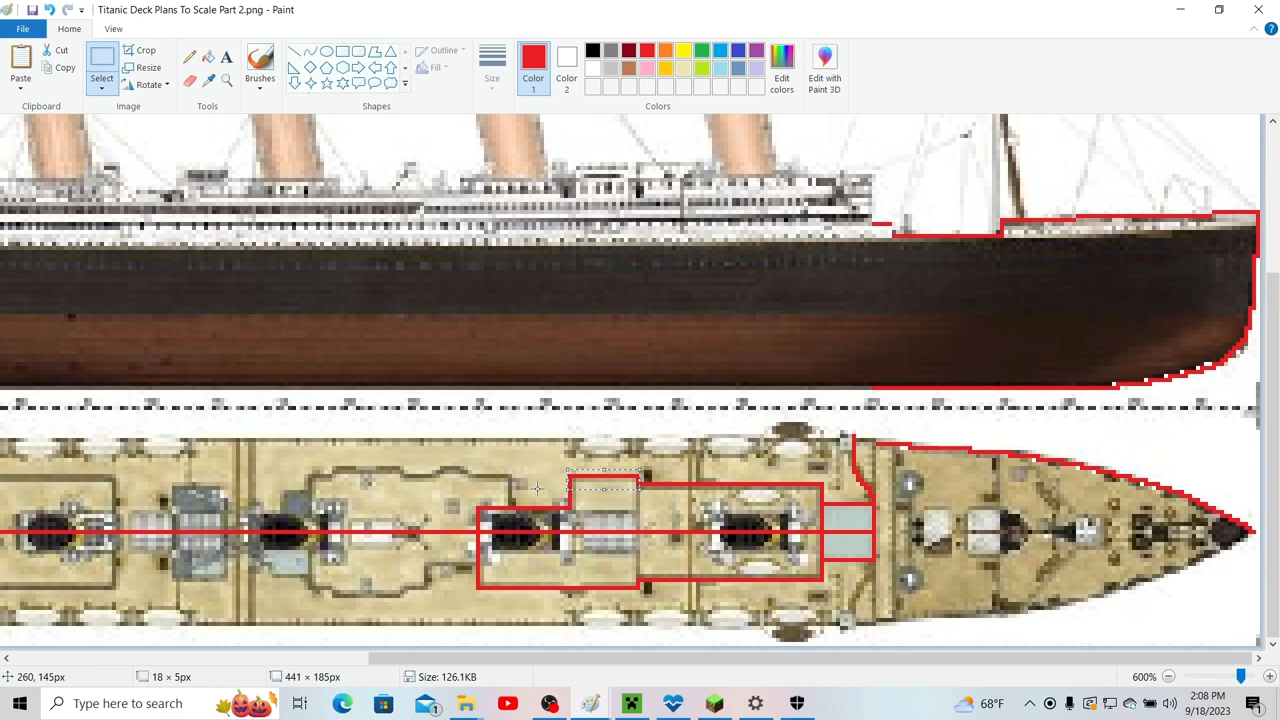 Titanic Deck Plans To Scale Part 2.png - Paint
File Home View
Paste
Cut
Copy
Clipboard
Select
Crop
Resize
Rotate
Image
Tools
A
Brushes
Shapes
Outline
Fill
Size
Color 1
Color 2
Edit colors
Colors
Edit with Paint 3D
260, 145px
18 × 5px
441 × 185px
Size: 126.1KB
600%
Type here to search
1
68°F
2:08 PM
9/18/2023
1